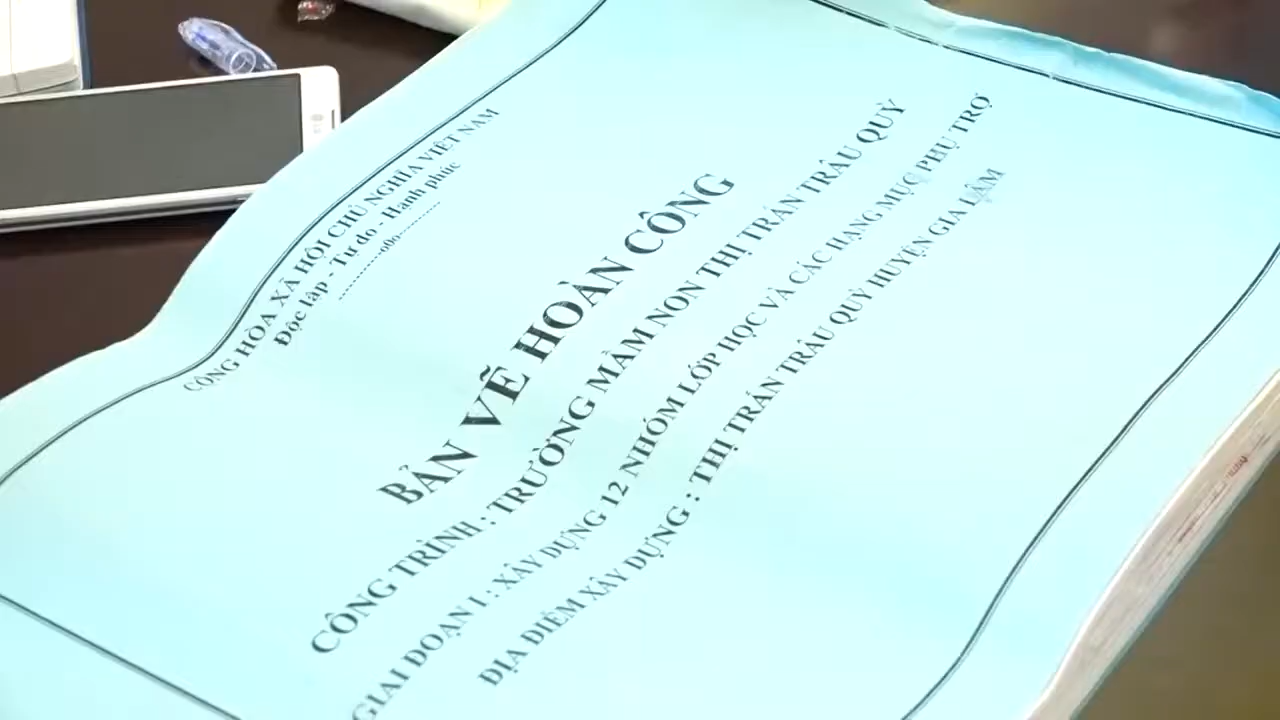 CỘNG HÒA XÃ HỘI CHỦ NGHĨA VIỆT NAM
Độc lập - Tự do - Hạnh phúc
--------o0o--------
BẢN VẼ HOÀN CÔNG
CÔNG TRÌNH : TRƯỜNG MẦM NON THỊ TRẤN TRÂU QUỲ
GIAI ĐOẠN I : XÂY DỰNG 12 NHÓM LỚP HỌC VÀ CÁC HẠNG MỤC PHỤ TRỢ
ĐỊA ĐIỂM XÂY DỰNG : THỊ TRẤN TRÂU QUỲ HUYỆN GIA LÂM